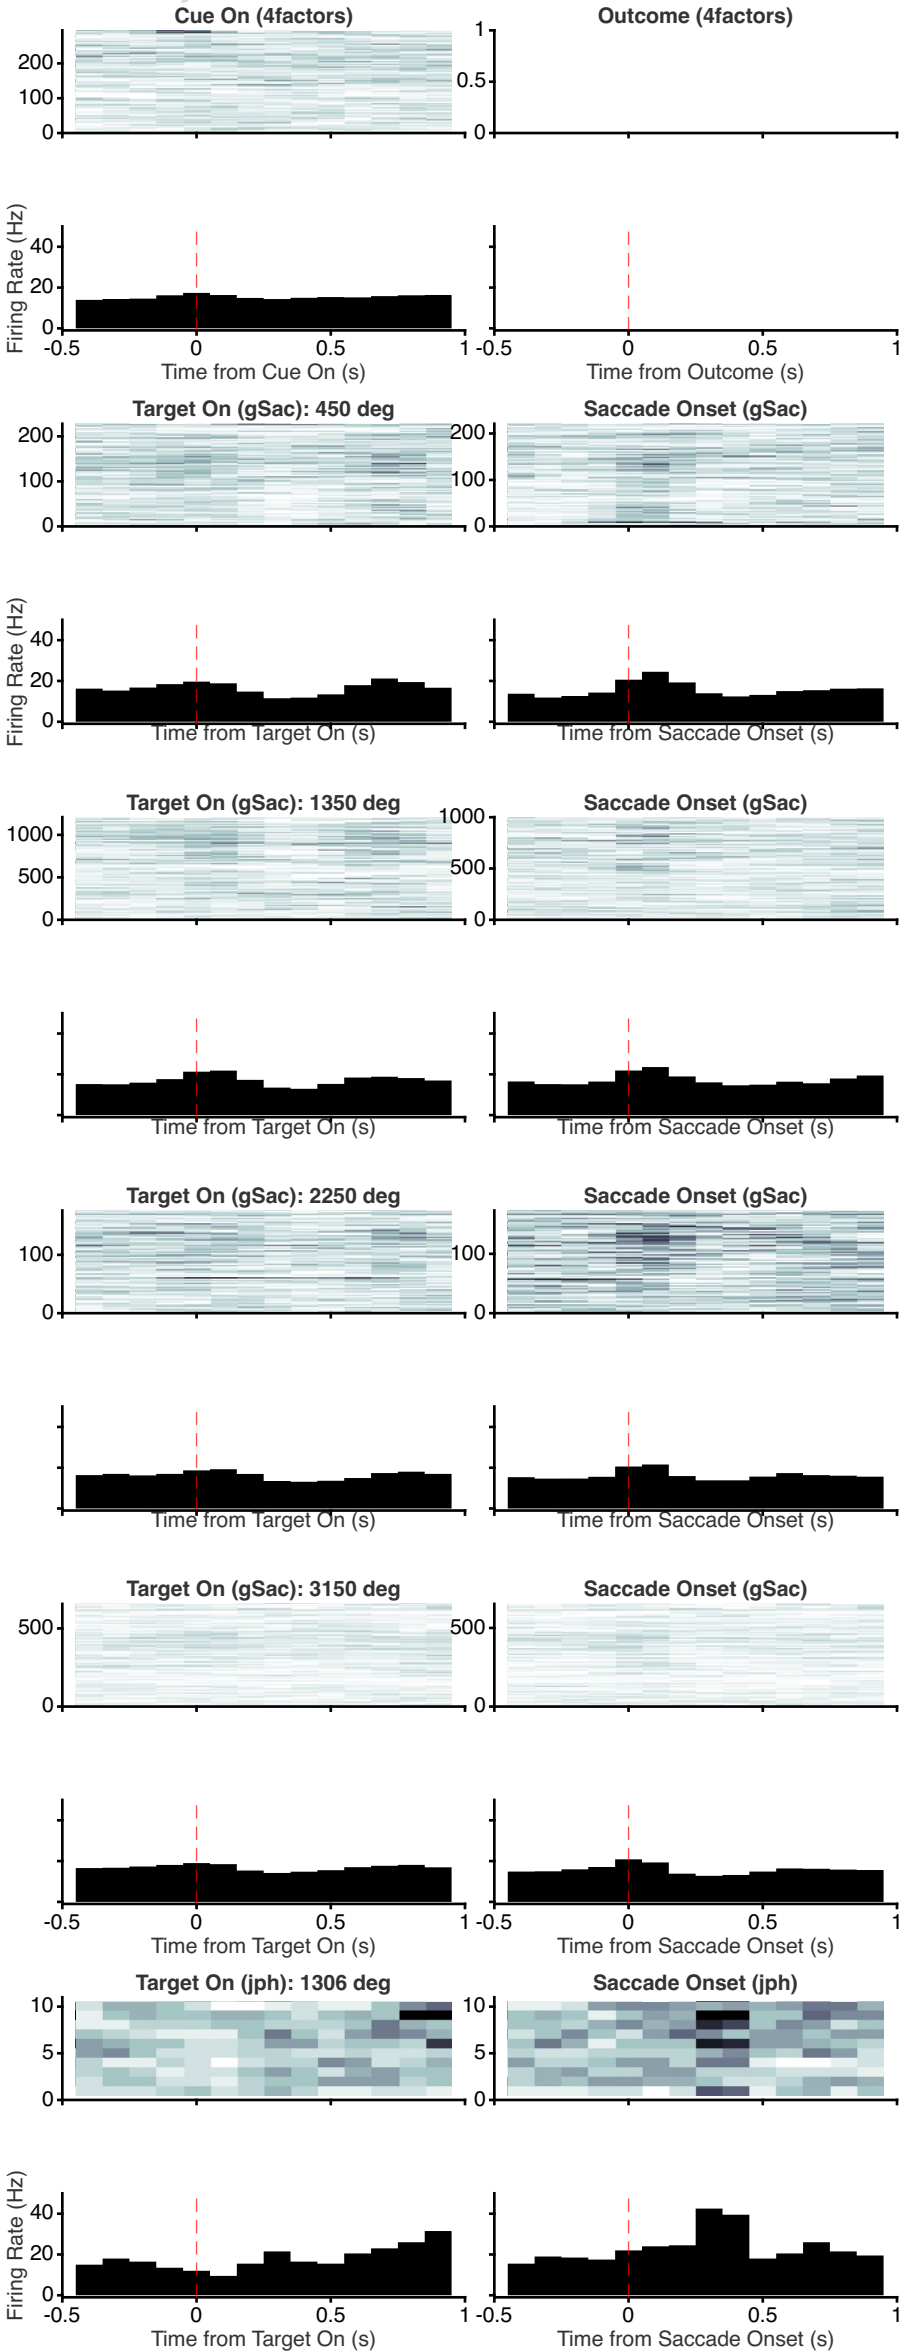 Cue On (4factors) Outcome (4factors)
200
100
0
1
0.5
0
Firing Rate (Hz)
40
20
0
-0.5 0 0.5 1
-0.5 0 0.5 1
Time from Cue On (s) Time from Outcome (s)
Target On (gSac): 450 deg Saccade Onset (gSac)
200
100
0
200
100
0
Firing Rate (Hz)
40
20
0
Time from Target On (s) Time from Saccade Onset (s)
Target On (gSac): 1350 deg Saccade Onset (gSac)
1000
500
0
1000
500
0
Time from Target On (s) Time from Saccade Onset (s)
Target On (gSac): 2250 deg Saccade Onset (gSac)
100
0
100
0
Time from Target On (s) Time from Saccade Onset (s)
Target On (gSac): 3150 deg Saccade Onset (gSac)
500
0
500
0
-0.5 0 0.5 1
-0.5 0 0.5 1
Time from Target On (s) Time from Saccade Onset (s)
Target On (jph): 1306 deg Saccade Onset (jph)
10
5
0
10
5
0
Firing Rate (Hz)
40
20
0
-0.5 0 0.5 1
-0.5 0 0.5 1
Time from Target On (s) Time from Saccade Onset (s)